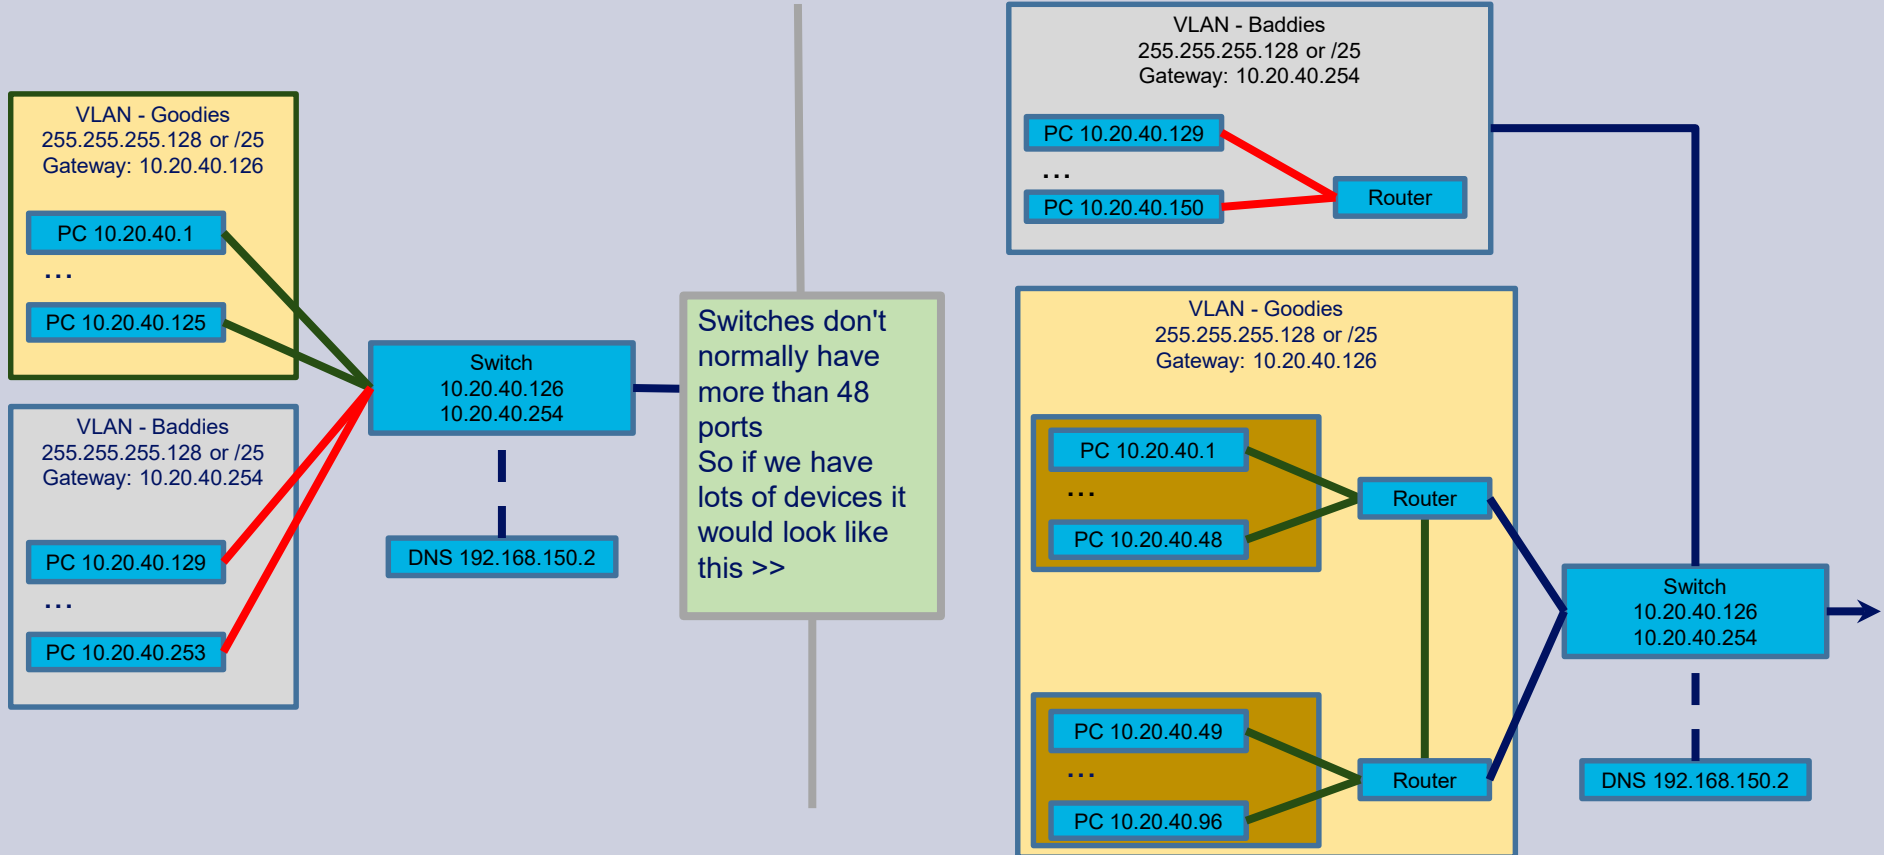 VLAN - Goodies
255.255.255.128 or /25
Gateway: 10.20.40.126
PC 10.20.40.1
...
PC 10.20.40.125
VLAN - Baddies
255.255.255.128 or /25
Gateway: 10.20.40.254
PC 10.20.40.129
...
PC 10.20.40.253
Switch
10.20.40.126
10.20.40.254
DNS 192.168.150.2
Switches don't
normally have
more than 48
ports
So if we have
lots of devices it
would look like
this >>
VLAN - Baddies
255.255.255.128 or /25
Gateway: 10.20.40.254
PC 10.20.40.129
...
PC 10.20.40.150
Router
VLAN - Goodies
255.255.255.128 or /25
Gateway: 10.20.40.126
PC 10.20.40.1
...
PC 10.20.40.48
Router
PC 10.20.40.49
...
PC 10.20.40.96
Router
Switch
10.20.40.126
10.20.40.254
DNS 192.168.150.2